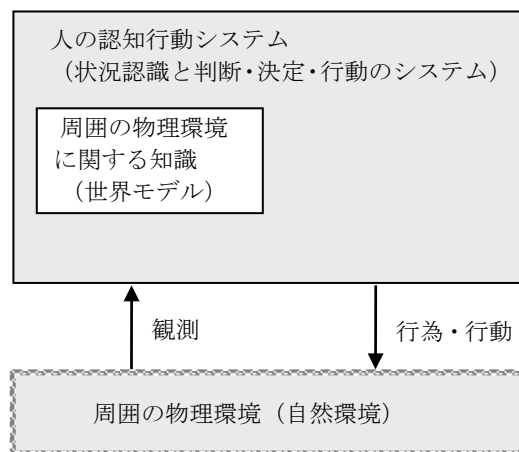 人の認知行動システム
（状況認識と判断・決定・行動のシステム）
周囲の物理環境
に関する知識
（世界モデル）
観測
行為・行動
周囲の物理環境（自然環境）